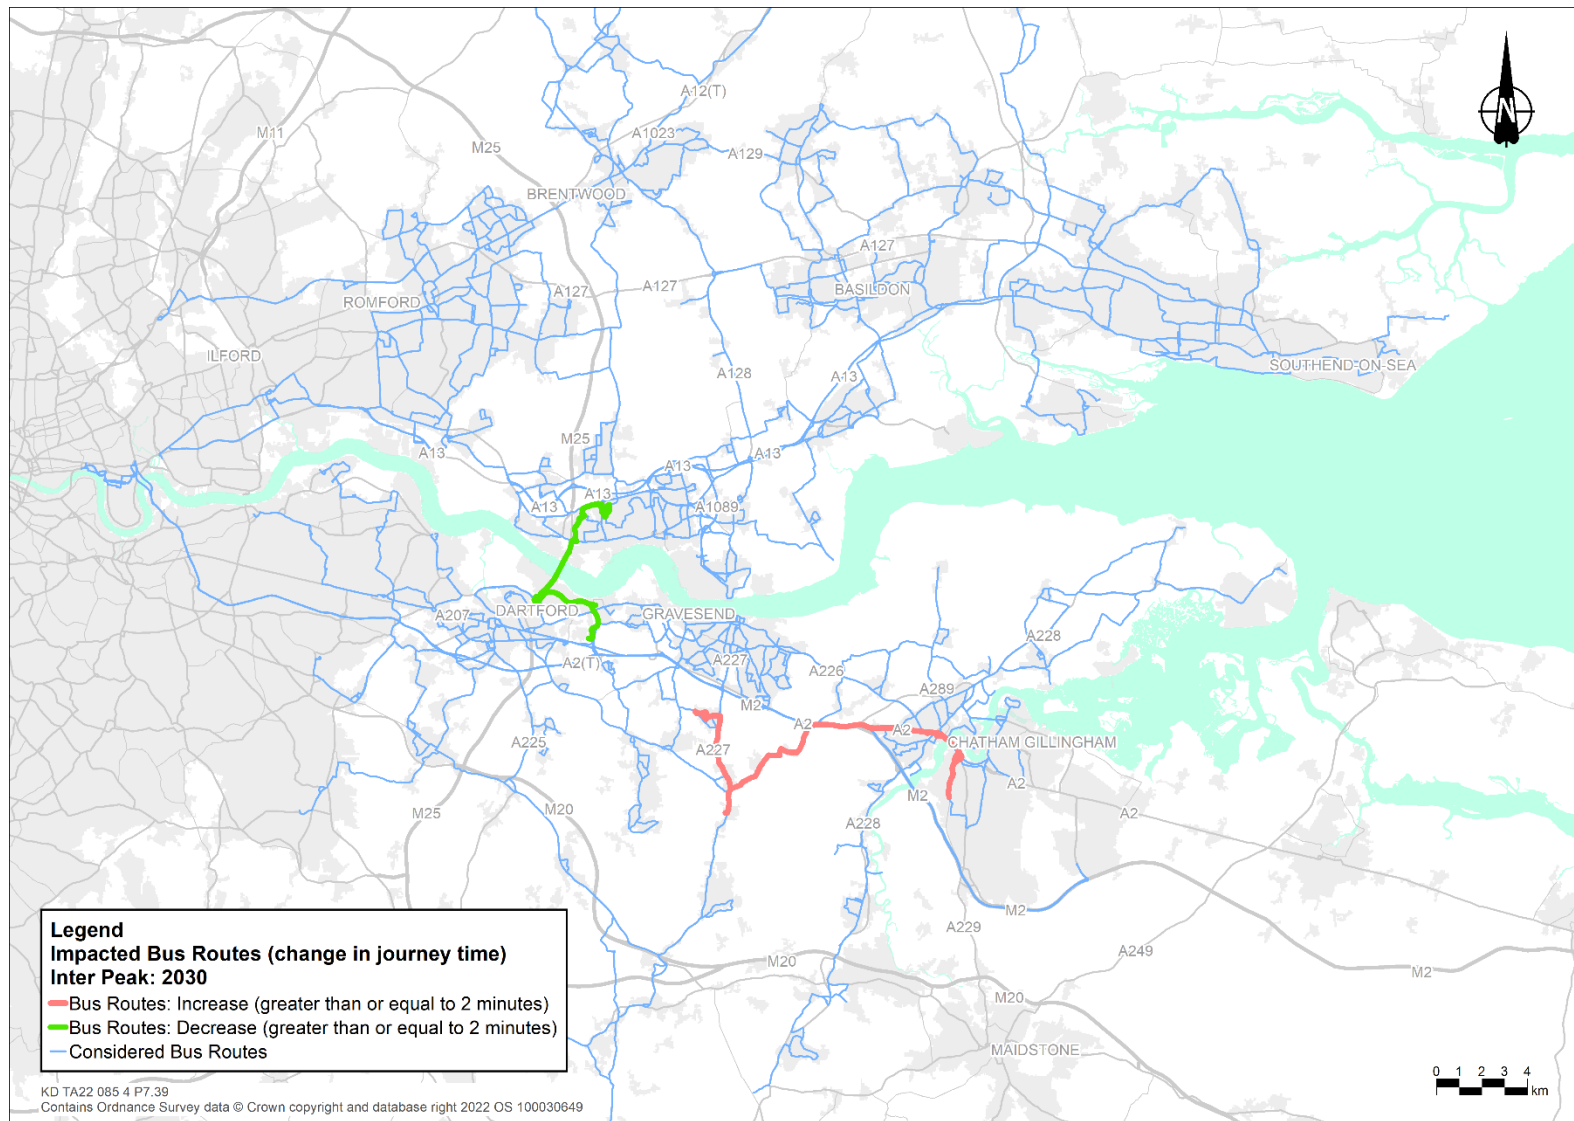 N
A12(T)
M11
A1023
M25
A129
BRENTWOOD
A127
A127
A127
BASILDON
ROMFORD
ILFORD
SOUTHEND-ON-SEA
A128
A13
M25
A13
A13
A13
A13
A13
A1089
DARTFORD
GRAVESEND
A207
A228
A2(T)
A227
A226
A289
M2
A2
A2
CHATHAM GILLINGHAM
A225
A227
A2
M2
M25
M20
A228
A2
M2
A229
A249
M20
M2
M20
MAIDSTONE
Legend
Impacted Bus Routes (change in journey time)
Inter Peak: 2030
Bus Routes: Increase (greater than or equal to 2 minutes)
Bus Routes: Decrease (greater than or equal to 2 minutes)
Considered Bus Routes
0 1 2 3 4
km
KD TA22 085 4 P7.39
Contains Ordnance Survey data © Crown copyright and database right 2022 OS 100030649